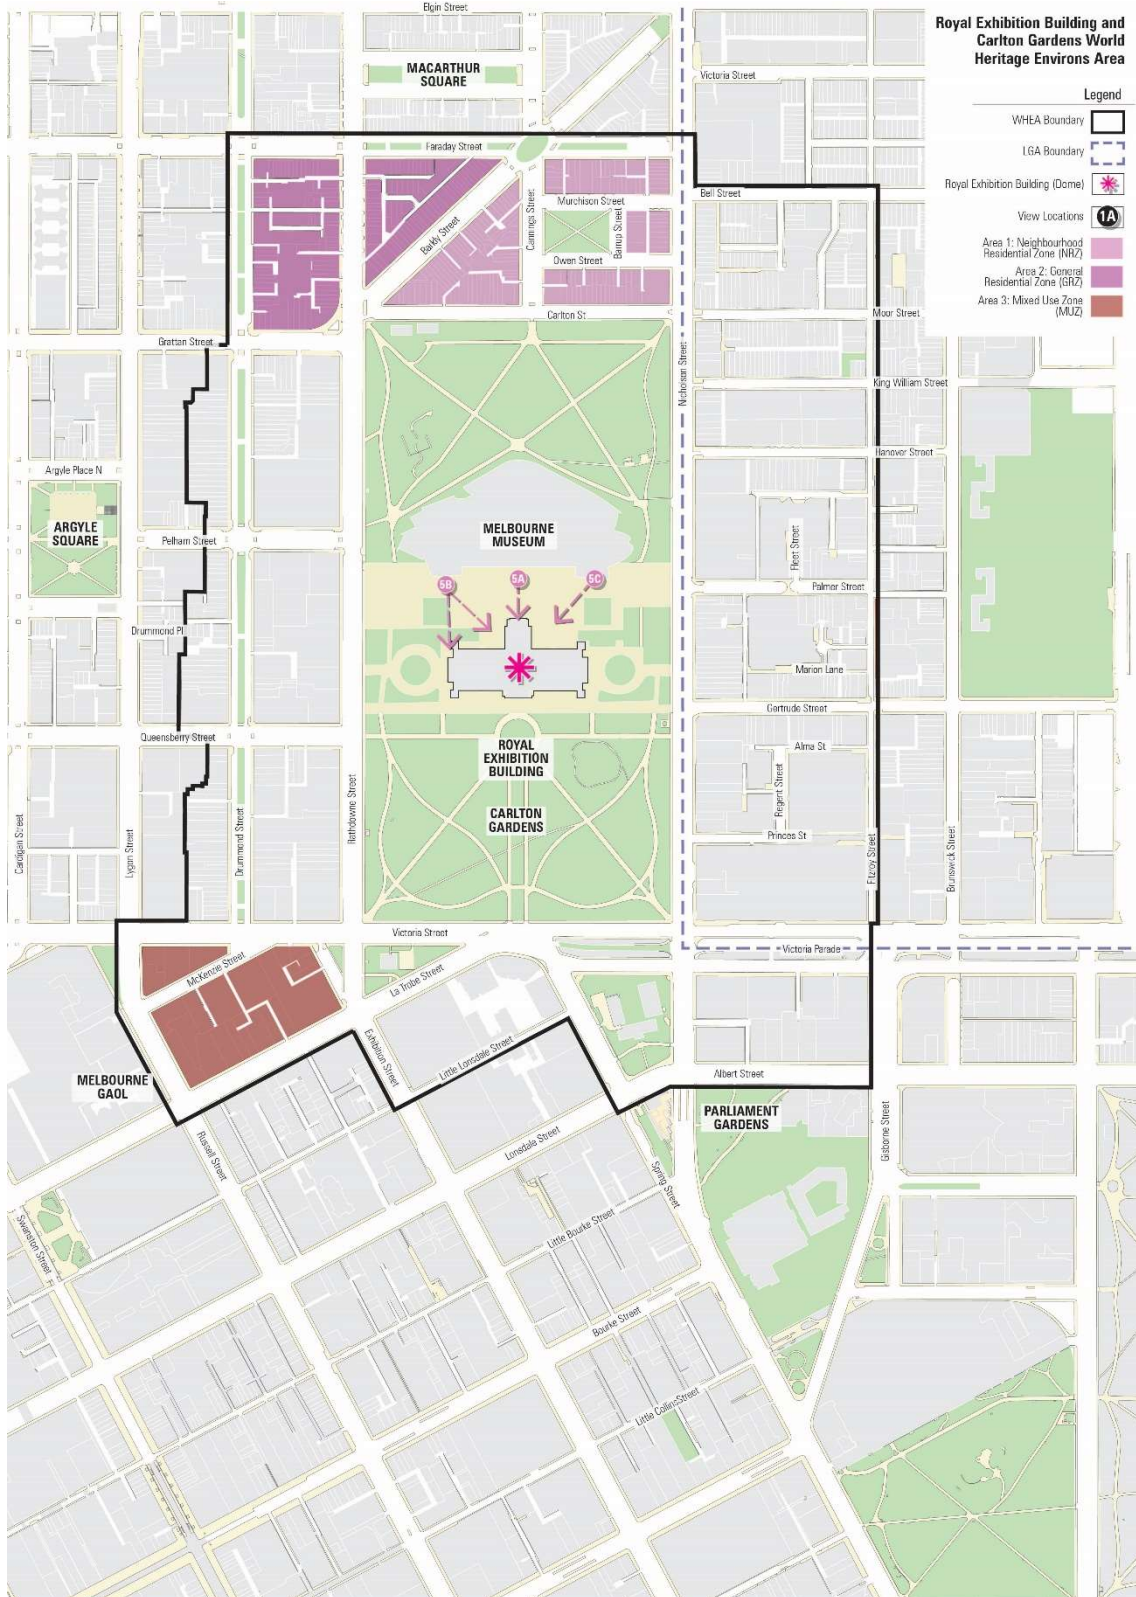 Elgin Street
Royal Exhibition Building and
Carlton Gardens World
Heritage Environs Area
MACARTHUR
SQUARE
Victoria Street
Legend
WHEA Boundary
LGA Boundary
Royal Exhibition Building (Dome)
View Locations
1A
Area 1: Neighbourhood
Residential Zone (NRZ)
Area 2: General
Residential Zone (GRZ)
Area 3: Mixed Use Zone
(MUZ)
Faraday Street
Bell Street
Murchison Street
Barkly Street
Cannings Street
Barrup Street
Owen Street
Carlton St
Moor Street
Grattan Street
Nicholson Street
King William Street
Hanover Street
Argyle Place N
ARGYLE
SQUARE
MELBOURNE
MUSEUM
Pelham Street
Fleet Street
5B
5A
5C
Palmer Street
Drummond Pl
Marion Lane
Gertrude Street
Queensberry Street
ROYAL
EXHIBITION
BUILDING
Alma St
Regent Street
CARLTON
GARDENS
Princes St
Cardigan Street
Lygon Street
Drummond Street
Rathdowne Street
Fitzroy Street
Brunswick Street
Victoria Street
Victoria Parade
McKenzie Street
La Trobe Street
Exhibition Street
Little Lonsdale Street
Albert Street
MELBOURNE
GAOL
PARLIAMENT
GARDENS
Russell Street
Lonsdale Street
Spring Street
Gisborne Street
Swanston Street
Little Bourke Street
Bourke Street
Little CollinsStreet